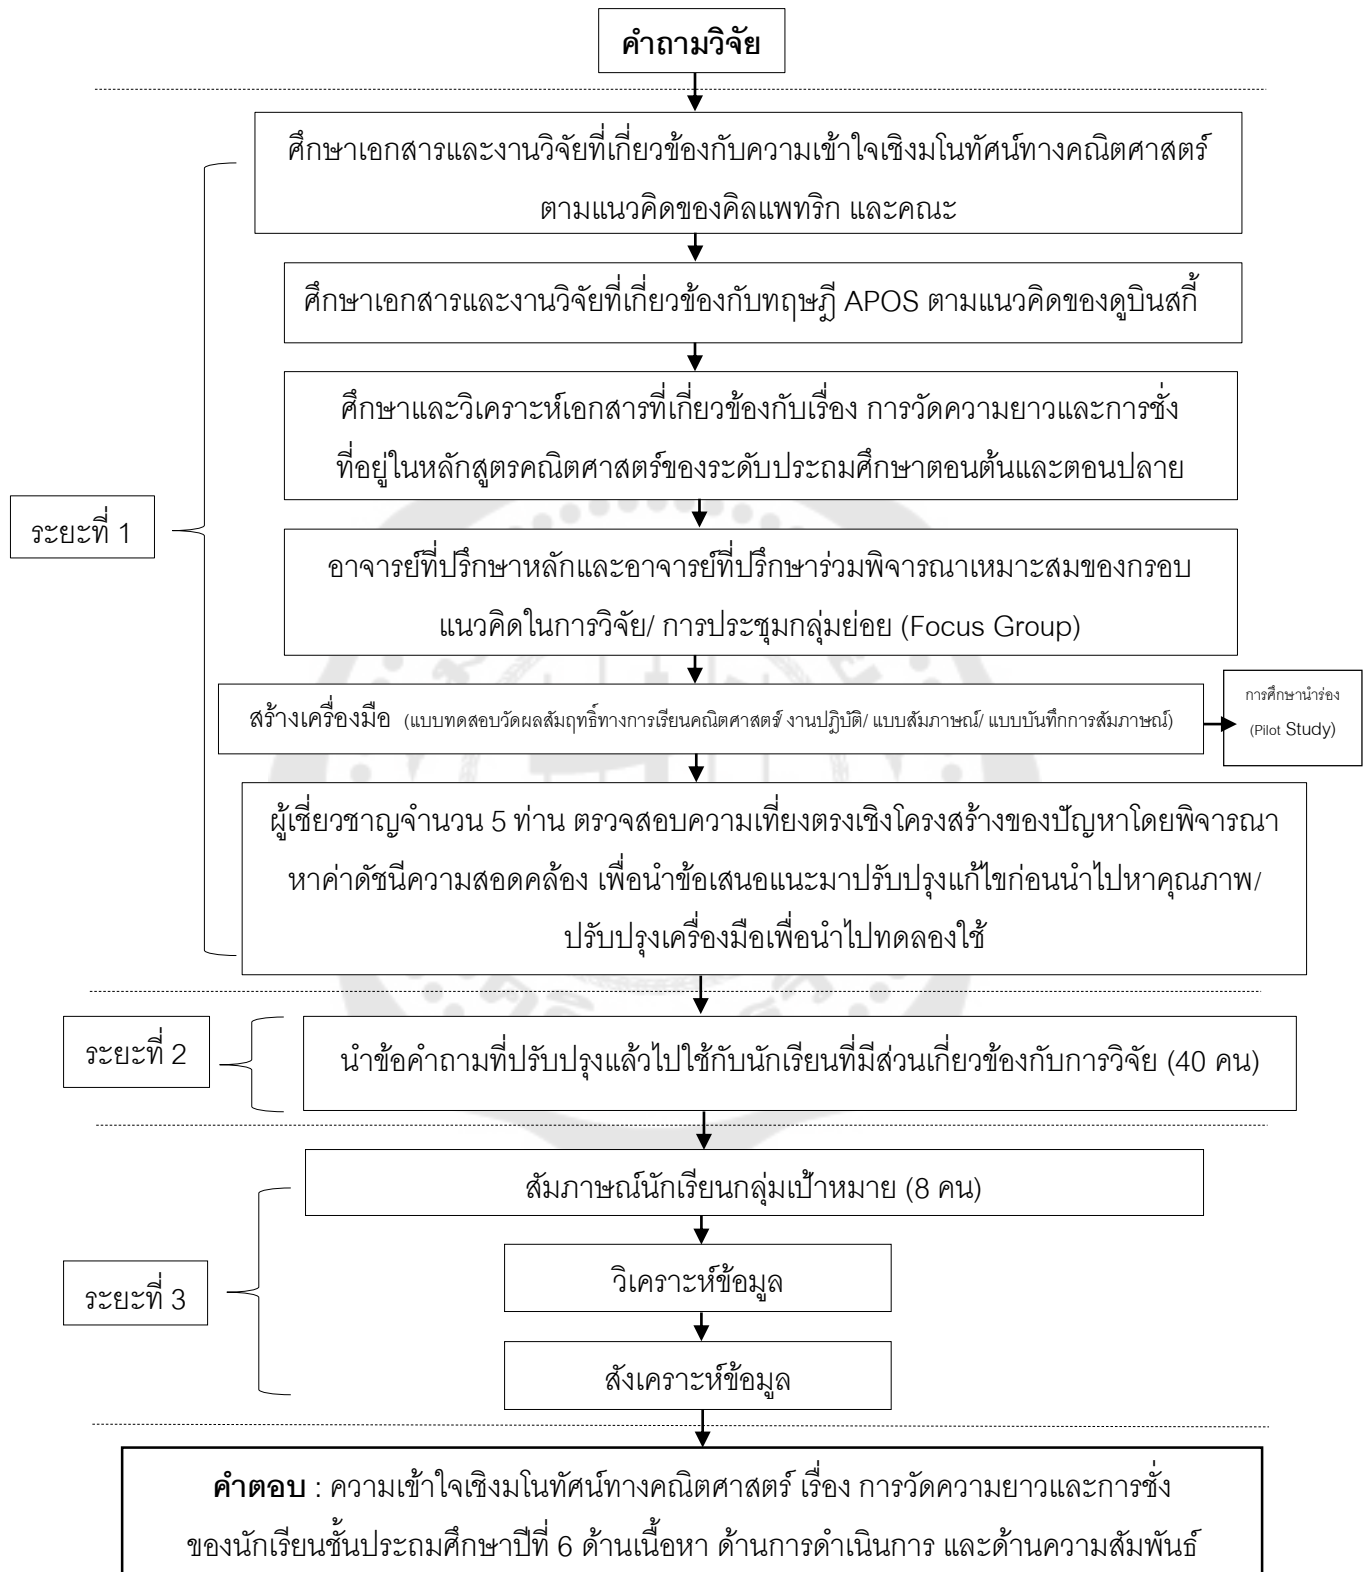 คำถามวิจัย
ศึกษาเอกสารและงานวิจัยที่เกี่ยวข้องกับความเข้าใจเชิงมโนทัศน์ทางคณิตศาสตร์
ตามแนวคิดของคิลแพทริก และคณะ
ศึกษาเอกสารและงานวิจัยที่เกี่ยวข้องกับทฤษฎี APOS ตามแนวคิดของดูบินสกี้
ศึกษาและวิเคราะห์เอกสารที่เกี่ยวข้องกับเรื่อง การวัดความยาวและการชั่ง
ที่อยู่ในหลักสูตรคณิตศาสตร์ของระดับประถมศึกษาตอนต้นและตอนปลาย
ระยะที่ 1
อาจารย์ที่ปรึกษาหลักและอาจารย์ที่ปรึกษาร่วมพิจารณาเหมาะสมของกรอบ
แนวคิดในการวิจัย/ การประชุมกลุ่มย่อย (Focus Group)
สร้างเครื่องมือ (แบบทดสอบวัดผลสัมฤทธิ์ทางการเรียนคณิตศาสตร์/ งานปฏิบัติ/ แบบสัมภาษณ์/ แบบบันทึกการสัมภาษณ์)
การศึกษานำร่อง
(Pilot Study)
ผู้เชี่ยวชาญจำนวน 5 ท่าน ตรวจสอบความเที่ยงตรงเชิงโครงสร้างของปัญหาโดยพิจารณา
หาค่าดัชนีความสอดคล้อง เพื่อนำข้อเสนอแนะมาปรับปรุงแก้ไขก่อนนำไปหาคุณภาพ/
ปรับปรุงเครื่องมือเพื่อนำไปทดลองใช้
ระยะที่ 2
นำข้อคำถามที่ปรับปรุงแล้วไปใช้กับนักเรียนที่มีส่วนเกี่ยวข้องกับการวิจัย (40 คน)
สัมภาษณ์นักเรียนกลุ่มเป้าหมาย (8 คน)
วิเคราะห์ข้อมูล
ระยะที่ 3
สังเคราะห์ข้อมูล
คำตอบ : ความเข้าใจเชิงมโนทัศน์ทางคณิตศาสตร์ เรื่อง การวัดความยาวและการชั่ง
ของนักเรียนชั้นประถมศึกษาปีที่ 6 ด้านเนื้อหา ด้านการดำเนินการ และด้านความสัมพันธ์